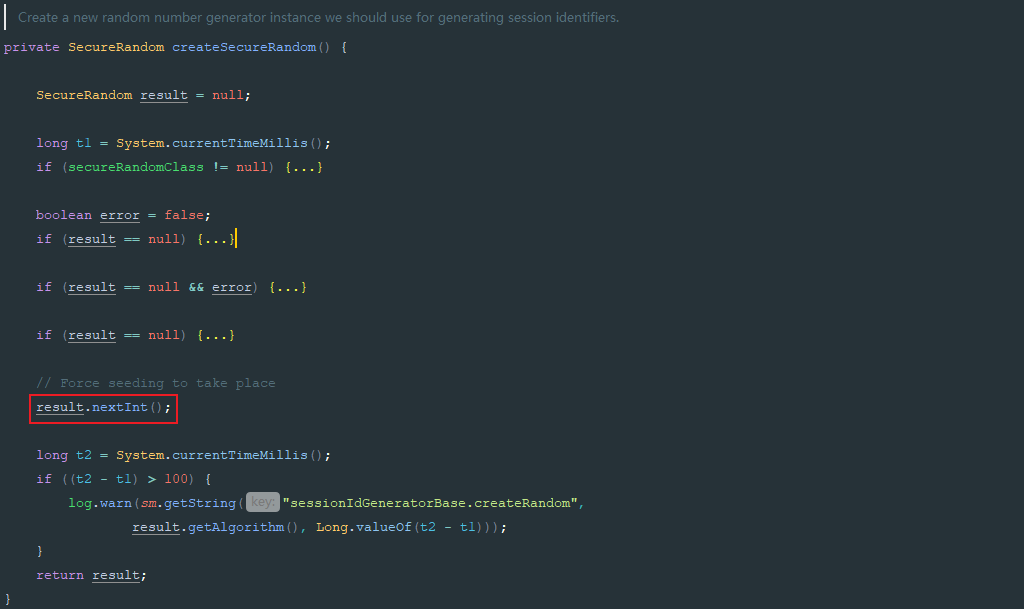 Create a new random number generator instance we should use for generating session identifiers.
private SecureRandom createSecureRandom() {
SecureRandom result = null;
long t1 = System.currentTimeMillis();
if (secureRandomClass != null) {...}
boolean error = false;
if (result == null) {...}
if (result == null && error) {...}
if (result == null) {...}
// Force seeding to take place
result.nextInt();
long t2 = System.currentTimeMillis();
if ((t2 - t1) > 100) {
log.warn(sm.getString( key: "sessionIdGeneratorBase.createRandom",
result.getAlgorithm(), Long.valueOf(t2 - t1)));
}
return result;
}